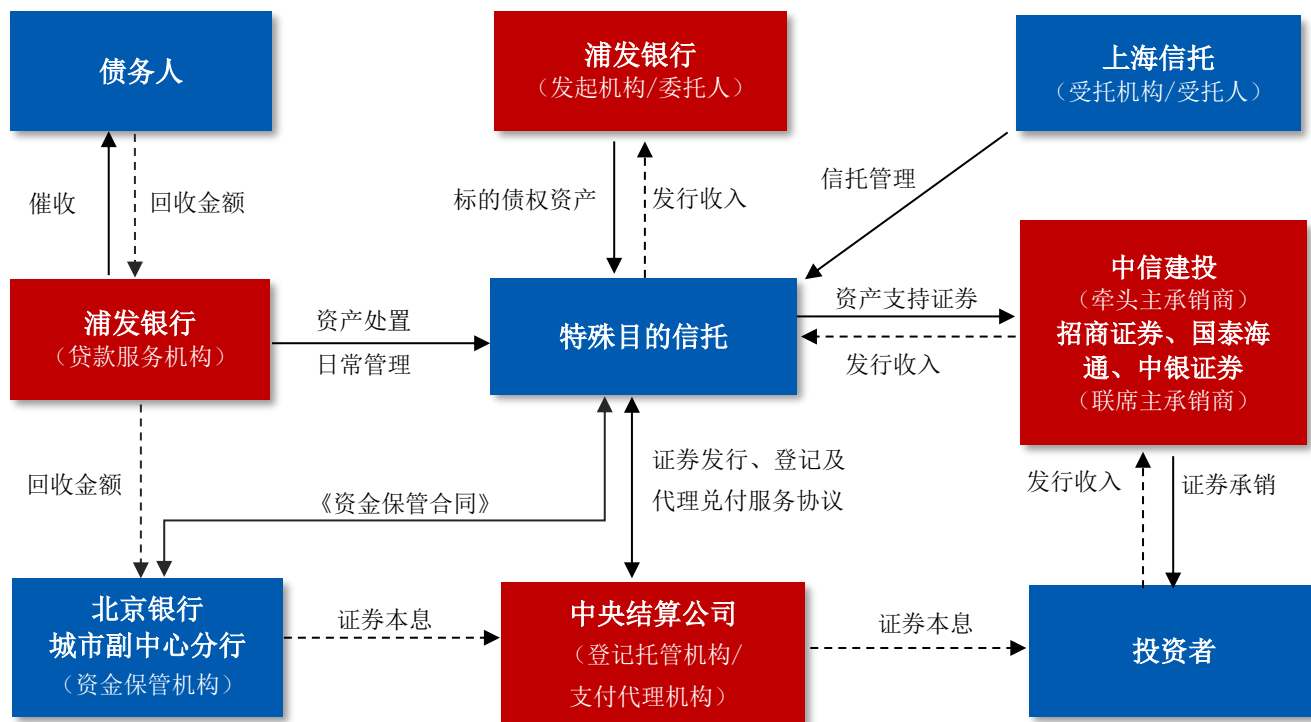 债务人
浦发银行
（发起机构/委托人）
上海信托
（受托机构/受托人）
催收
回收金额
标的债权资产
发行收入
信托管理
浦发银行
（贷款服务机构）
资产处置
日常管理
特殊目的信托
资产支持证券
发行收入
中信建投
（牵头主承销商）
招商证券、国泰海
通、中银证券
（联席主承销商）
回收金额
《资金保管合同》
证券发行、登记及
代理兑付服务协议
发行收入
证券承销
北京银行
城市副中心分行
（资金保管机构）
证券本息
中央结算公司
（登记托管机构/
支付代理机构）
证券本息
投资者